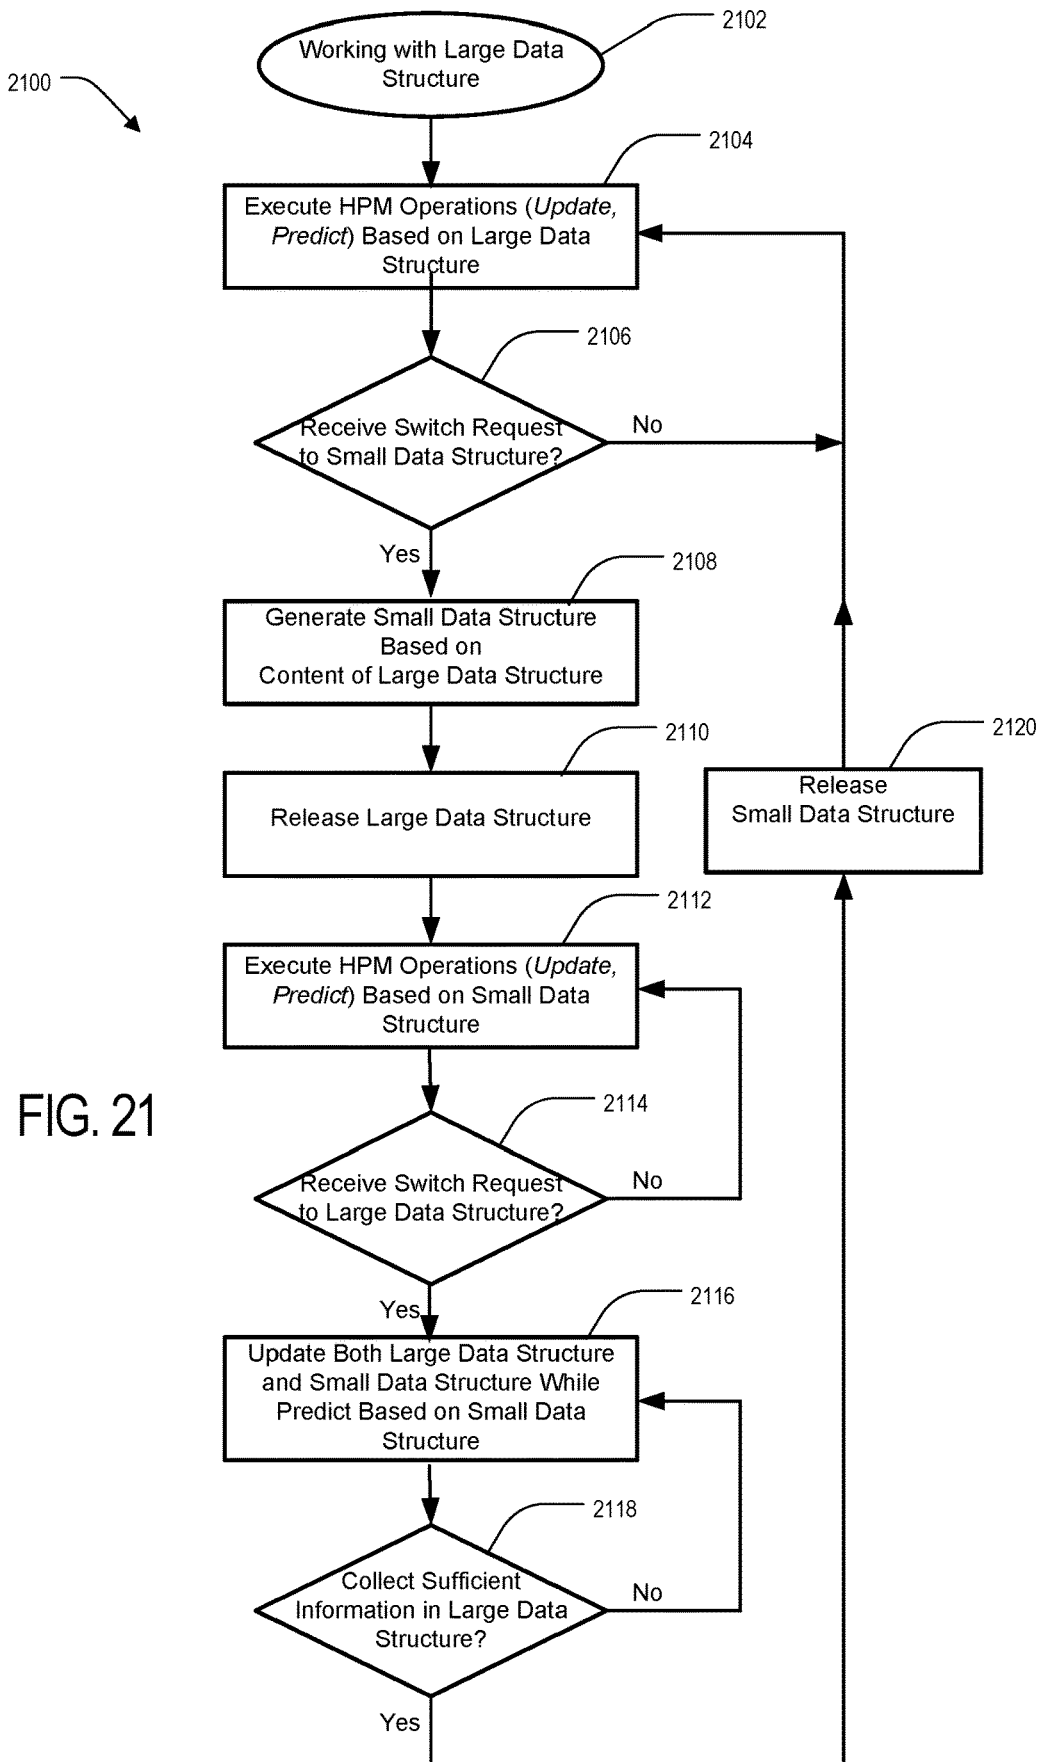 2102
Working with Large Data
Structure
2100
2104
Execute HPM Operations (Update,
Predict) Based on Large Data
Structure
2106
Receive Switch Request
to Small Data Structure?
No
Yes
2108
Generate Small Data Structure
Based on
Content of Large Data Structure
2110
Release Large Data Structure
2120
Release
Small Data Structure
2112
Execute HPM Operations (Update,
Predict) Based on Small Data
Structure
FIG. 21
2114
Receive Switch Request
to Large Data Structure?
No
Yes
2116
Update Both Large Data Structure
and Small Data Structure While
Predict Based on Small Data
Structure
2118
Collect Sufficient
Information in Large Data
Structure?
No
Yes